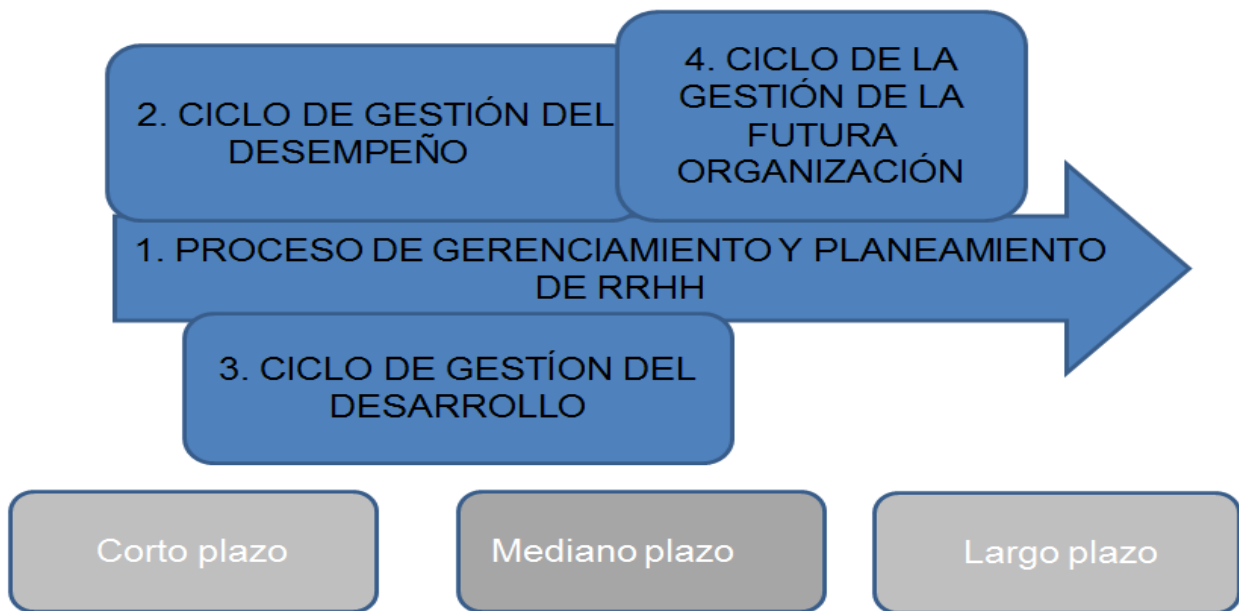 2. CICLO DE GESTIÓN DEL
DESEMPEÑO
4. CICLO DE LA
GESTIÓN DE LA
FUTURA
ORGANIZACIÓN
1. PROCESO DE GERENCIAMIENTO Y PLANEAMIENTO
DE RRHH
3. CICLO DE GESTÍON DEL
DESARROLLO
Corto plazo
Mediano plazo
Largo plazo